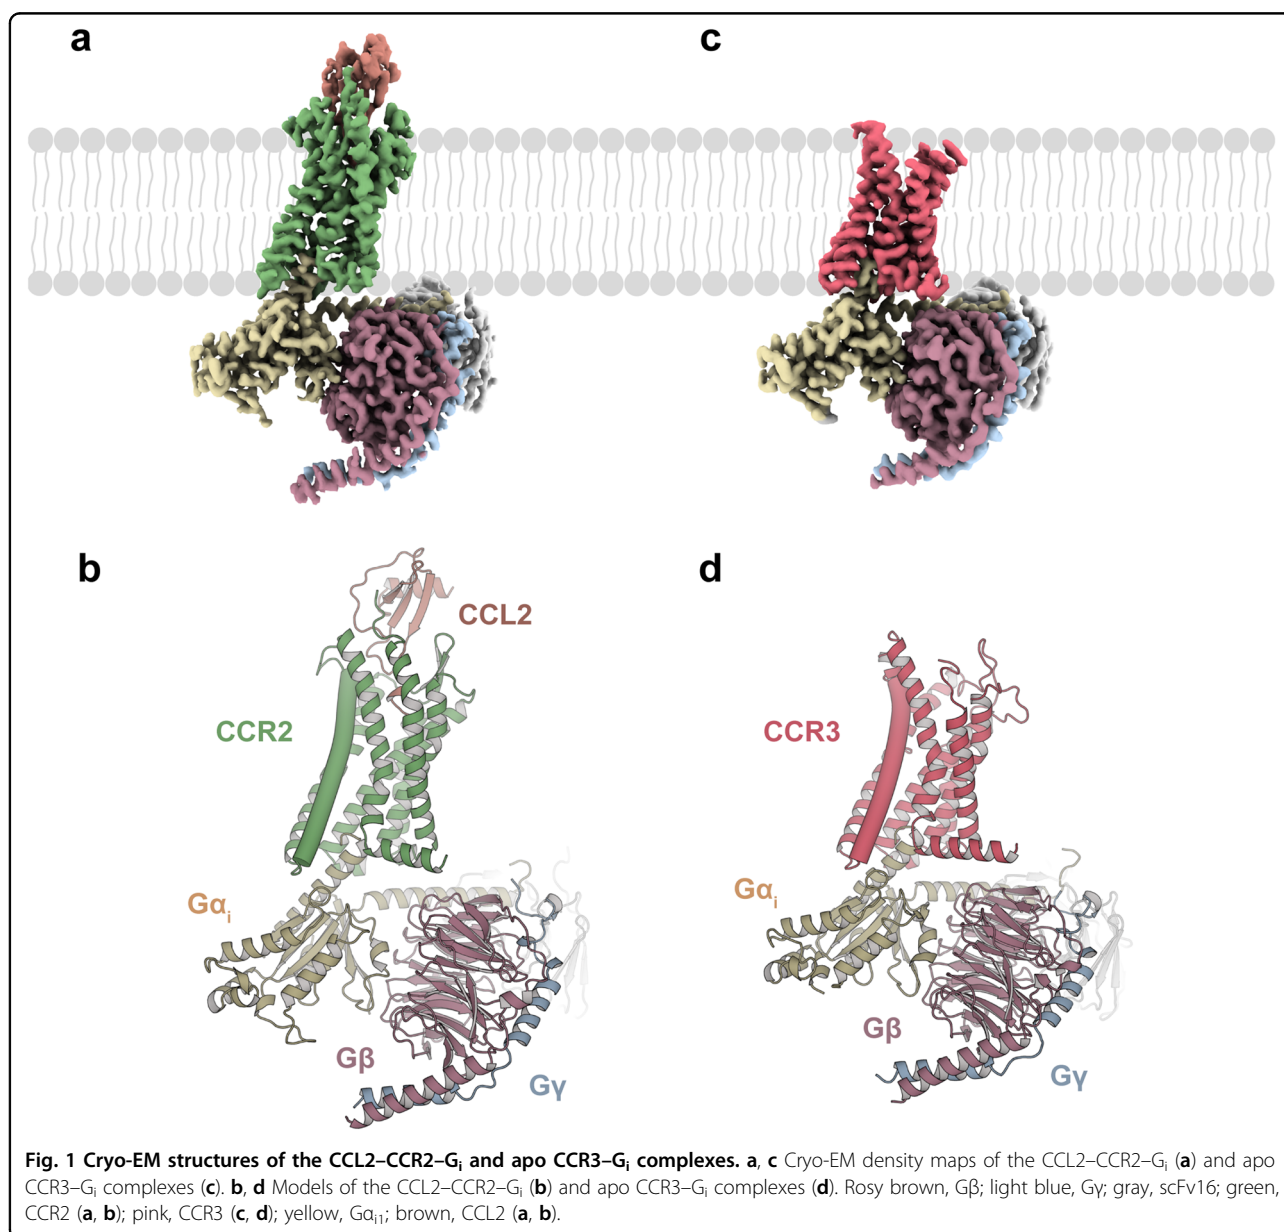 a
c
b
d
CCL2
CCR2
CCR3
Gαi
Gαi
Gβ
Gβ
Gγ
Gγ
Fig. 1 Cryo-EM structures of the CCL2–CCR2–Gi and apo CCR3–Gi complexes. a, c Cryo-EM density maps of the CCL2–CCR2–Gi (a) and apo
CCR3–Gi complexes (c). b, d Models of the CCL2–CCR2–Gi (b) and apo CCR3–Gi complexes (d). Rosy brown, Gβ; light blue, Gγ; gray, scFv16; green,
CCR2 (a, b); pink, CCR3 (c, d); yellow, Gαi1; brown, CCL2 (a, b).